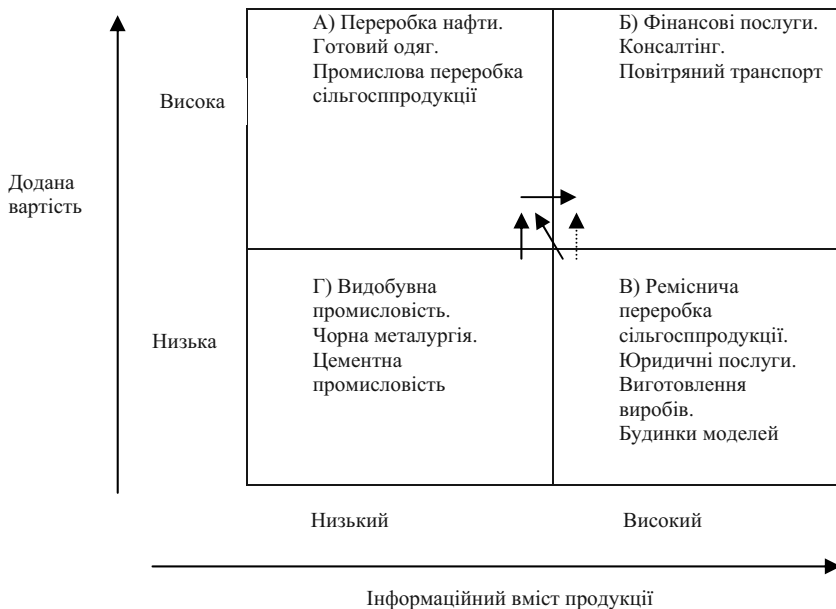 А) Переробка нафти.
Готовий одяг.
Промислова переробка
сільгосппродукції
Б) Фінансові послуги.
Консалтінг.
Повітряний транспорт
Висока
Додана
вартість
Г) Видобувна
промисловість.
Чорна металургія.
Цементна
промисловість
В) Реміснича
переробка
сільгосппродукції.
Юридичні послуги.
Виготовлення
виробів.
Будинки моделей
Низька
Низький
Високий
Інформаційний вміст продукції